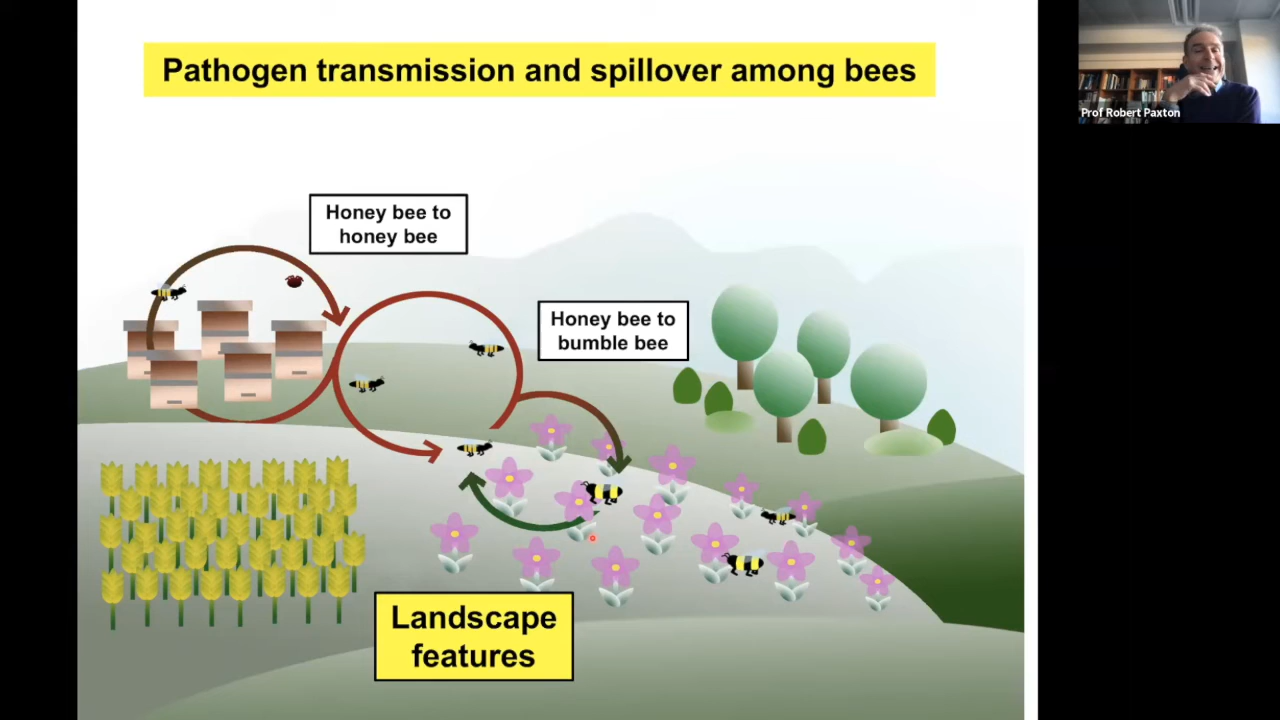 Pathogen transmission and spillover among bees
Prof Robert Paxton
Honey bee to
honey bee
Honey bee to
bumble bee
Landscape
features